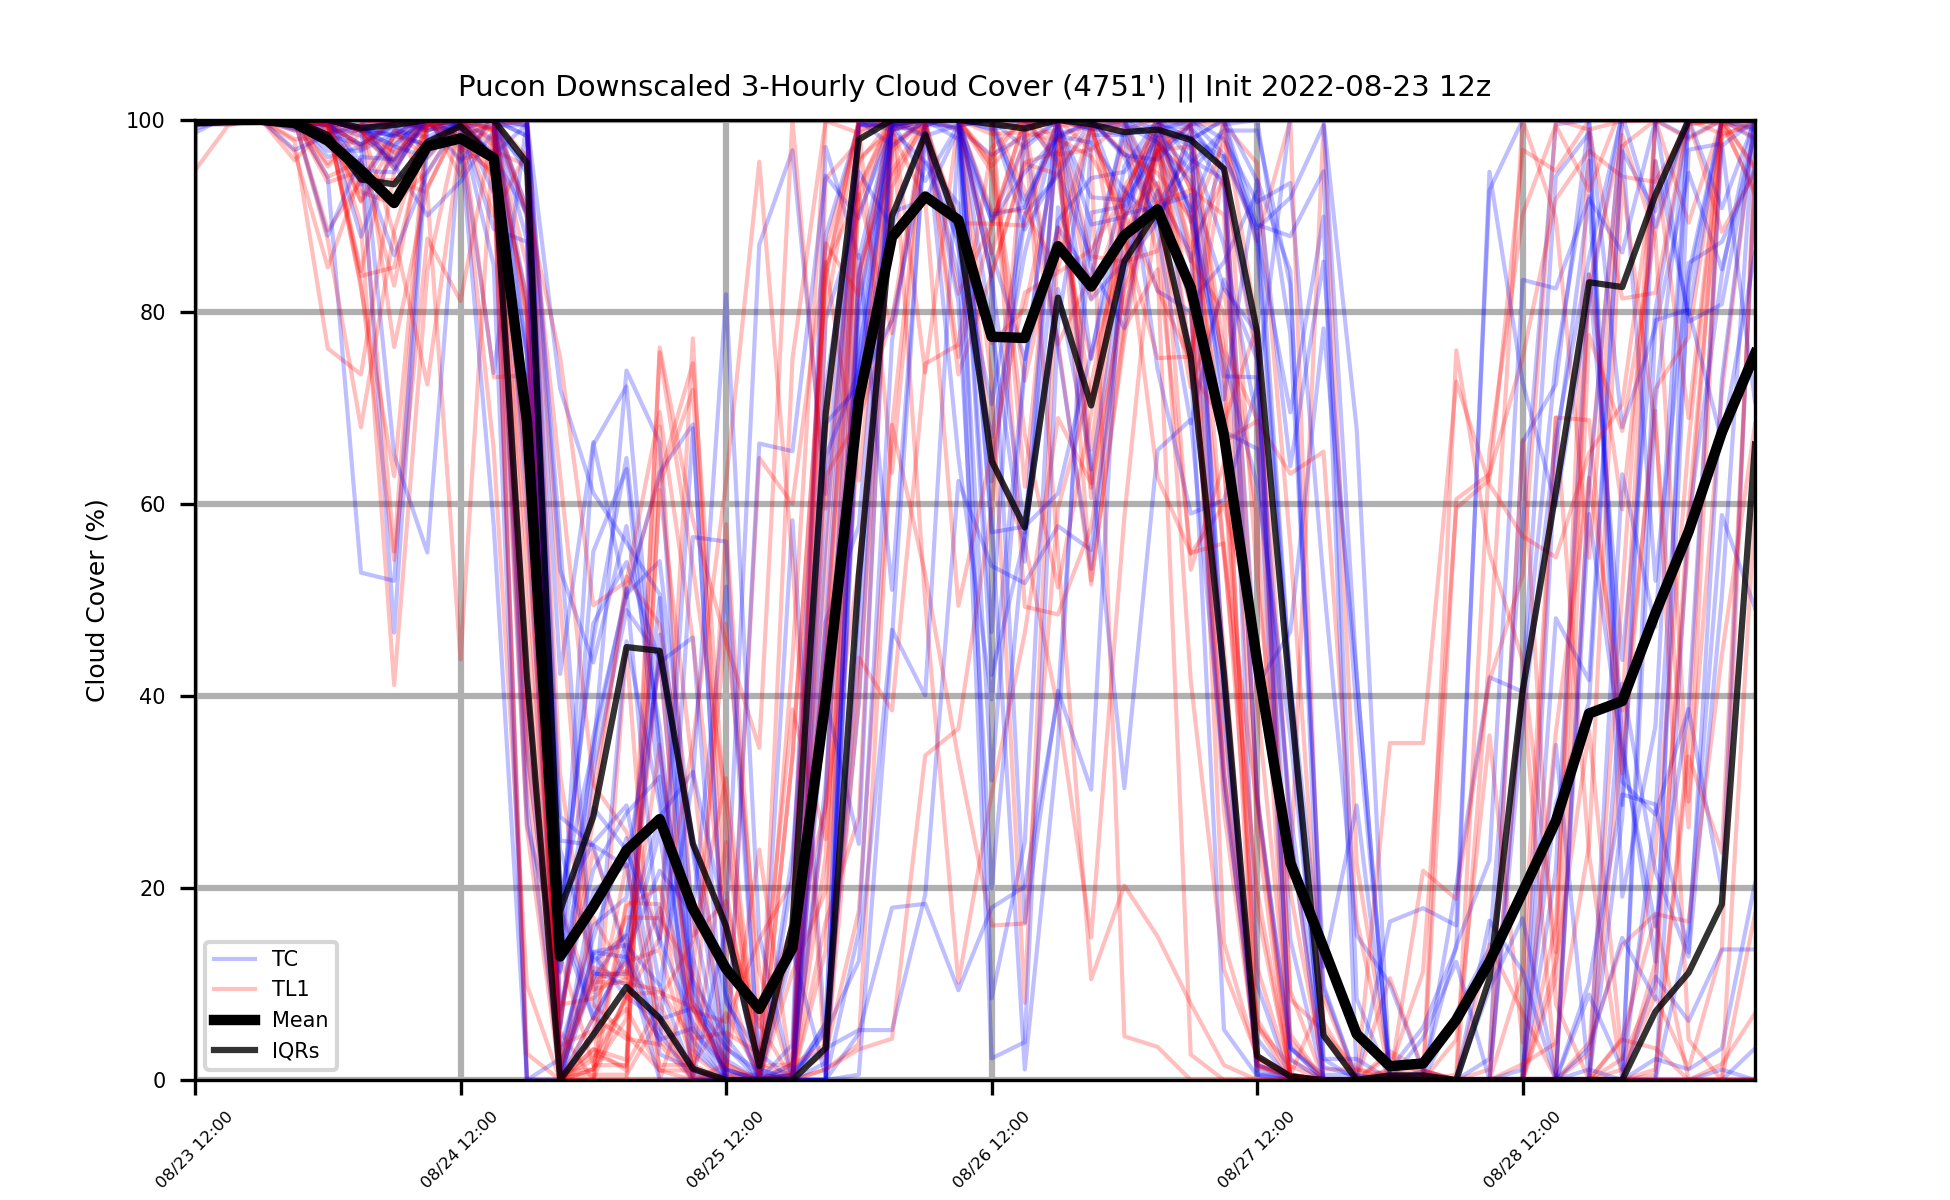 Pucon Downscaled 3-Hourly Cloud Cover (4751') || Init 2022-08-23 12z
Cloud Cover (%)
100
80
60
40
20
0
TC
TL1
Mean
IQRs
08/23 12:00
08/24 12:00
08/25 12:00
08/26 12:00
08/27 12:00
08/28 12:00